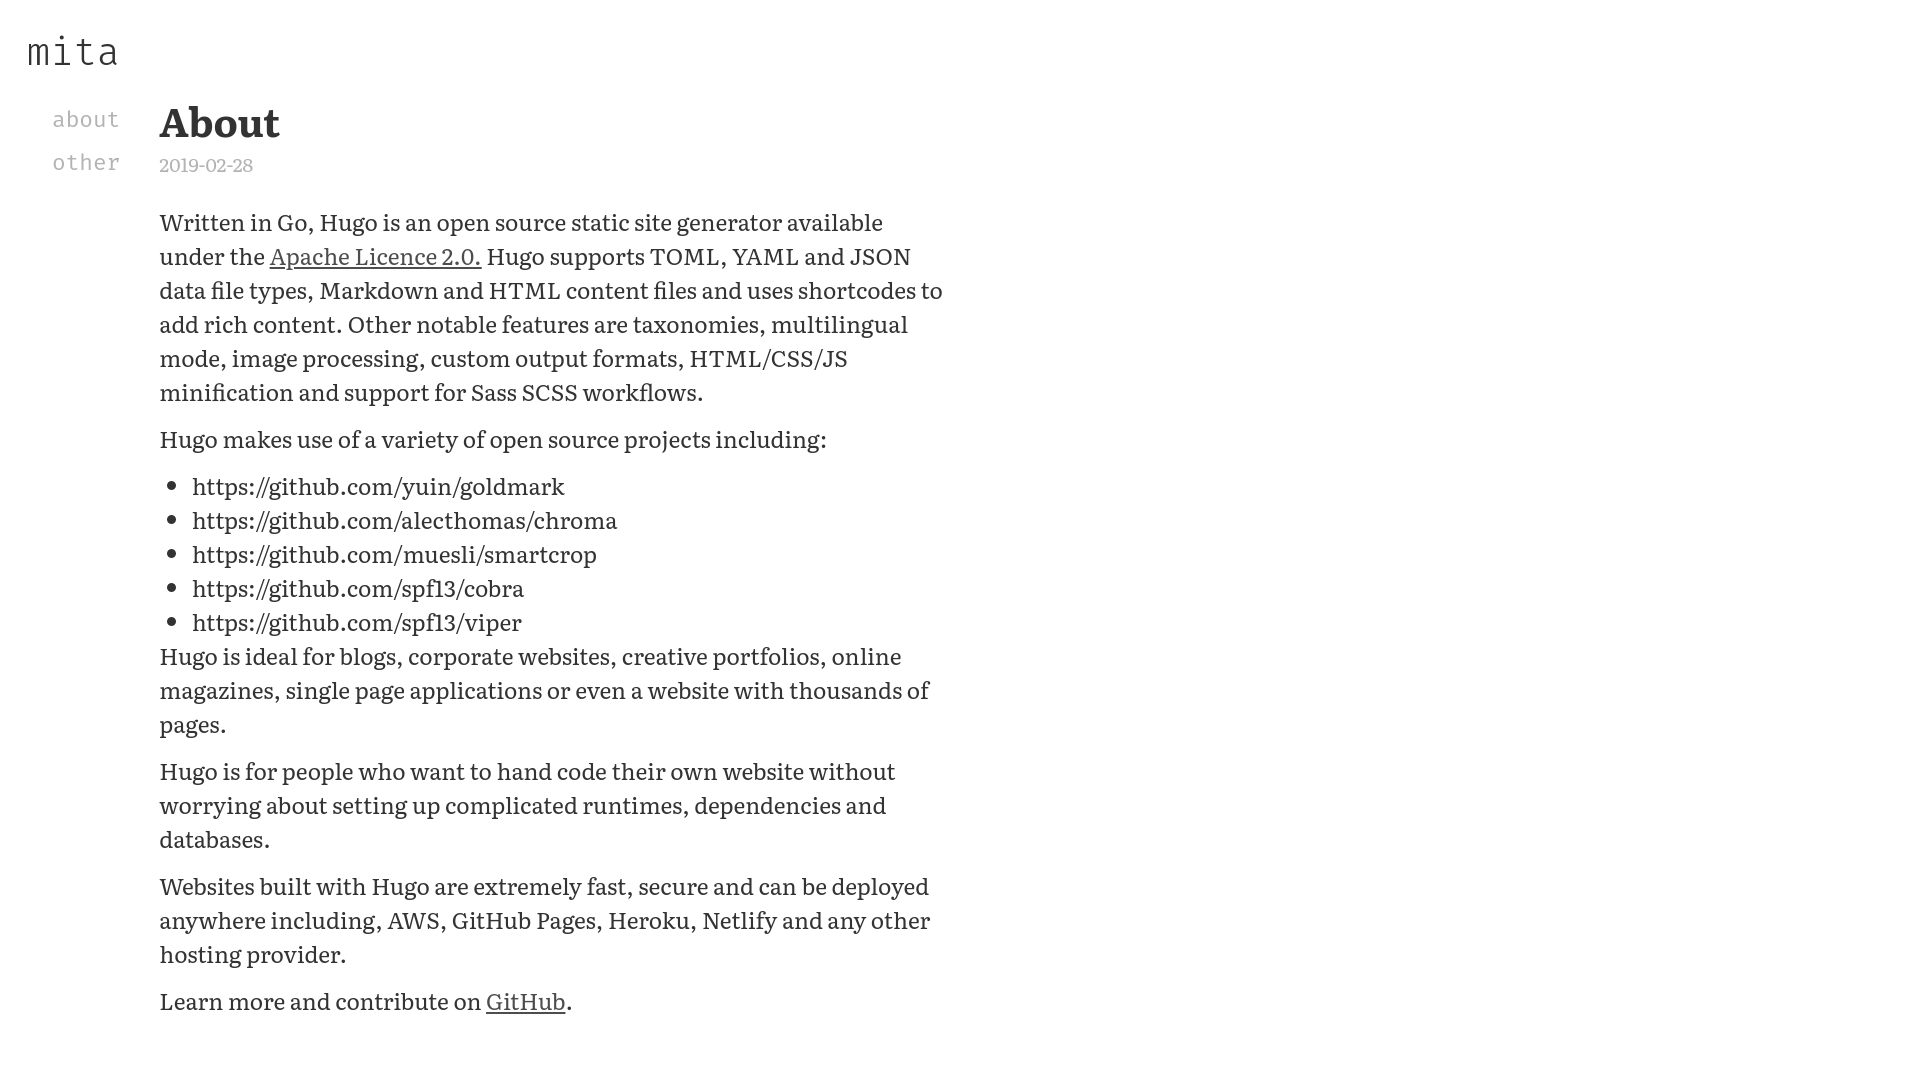 mita
about
other
About
2019-02-28
Written in Go, Hugo is an open source static site generator available
under the Apache Licence 2.0. Hugo supports TOML, YAML and JSON
data file types, Markdown and HTML content files and uses shortcodes to
add rich content. Other notable features are taxonomies, multilingual
mode, image processing, custom output formats, HTML/CSS/JS
minification and support for Sass SCSS workflows.
Hugo makes use of a variety of open source projects including:
https://github.com/yuin/goldmark
https://github.com/alecthomas/chroma
https://github.com/muesli/smartcrop
https://github.com/spf13/cobra
https://github.com/spf13/viper
Hugo is ideal for blogs, corporate websites, creative portfolios, online
magazines, single page applications or even a website with thousands of
pages.
Hugo is for people who want to hand code their own website without
worrying about setting up complicated runtimes, dependencies and
databases.
Websites built with Hugo are extremely fast, secure and can be deployed
anywhere including, AWS, GitHub Pages, Heroku, Netlify and any other
hosting provider.
Learn more and contribute on GitHub.